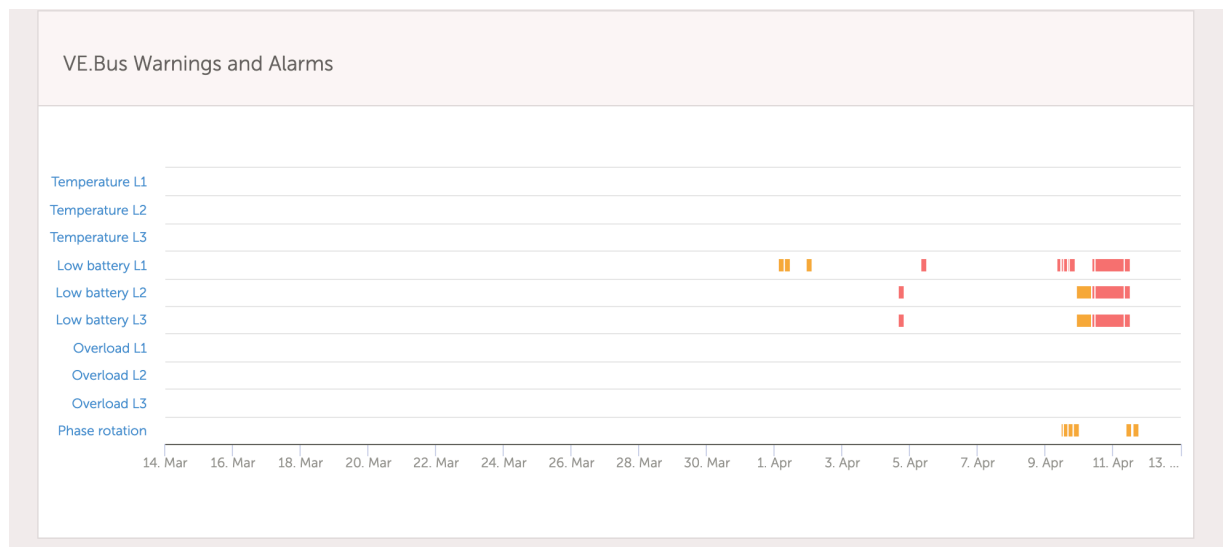 VE.Bus Warnings and Alarms
Temperature L1
Temperature L2
Temperature L3
Low battery L1
Low battery L2
Low battery L3
Overload L1
Overload L2
Overload L3
Phase rotation
14. Mar 16. Mar 18. Mar 20. Mar 22. Mar 24. Mar 26. Mar 28. Mar 30. Mar 1. Apr 3. Apr 5. Apr 7. Apr 9. Apr 11. Apr 13. ...